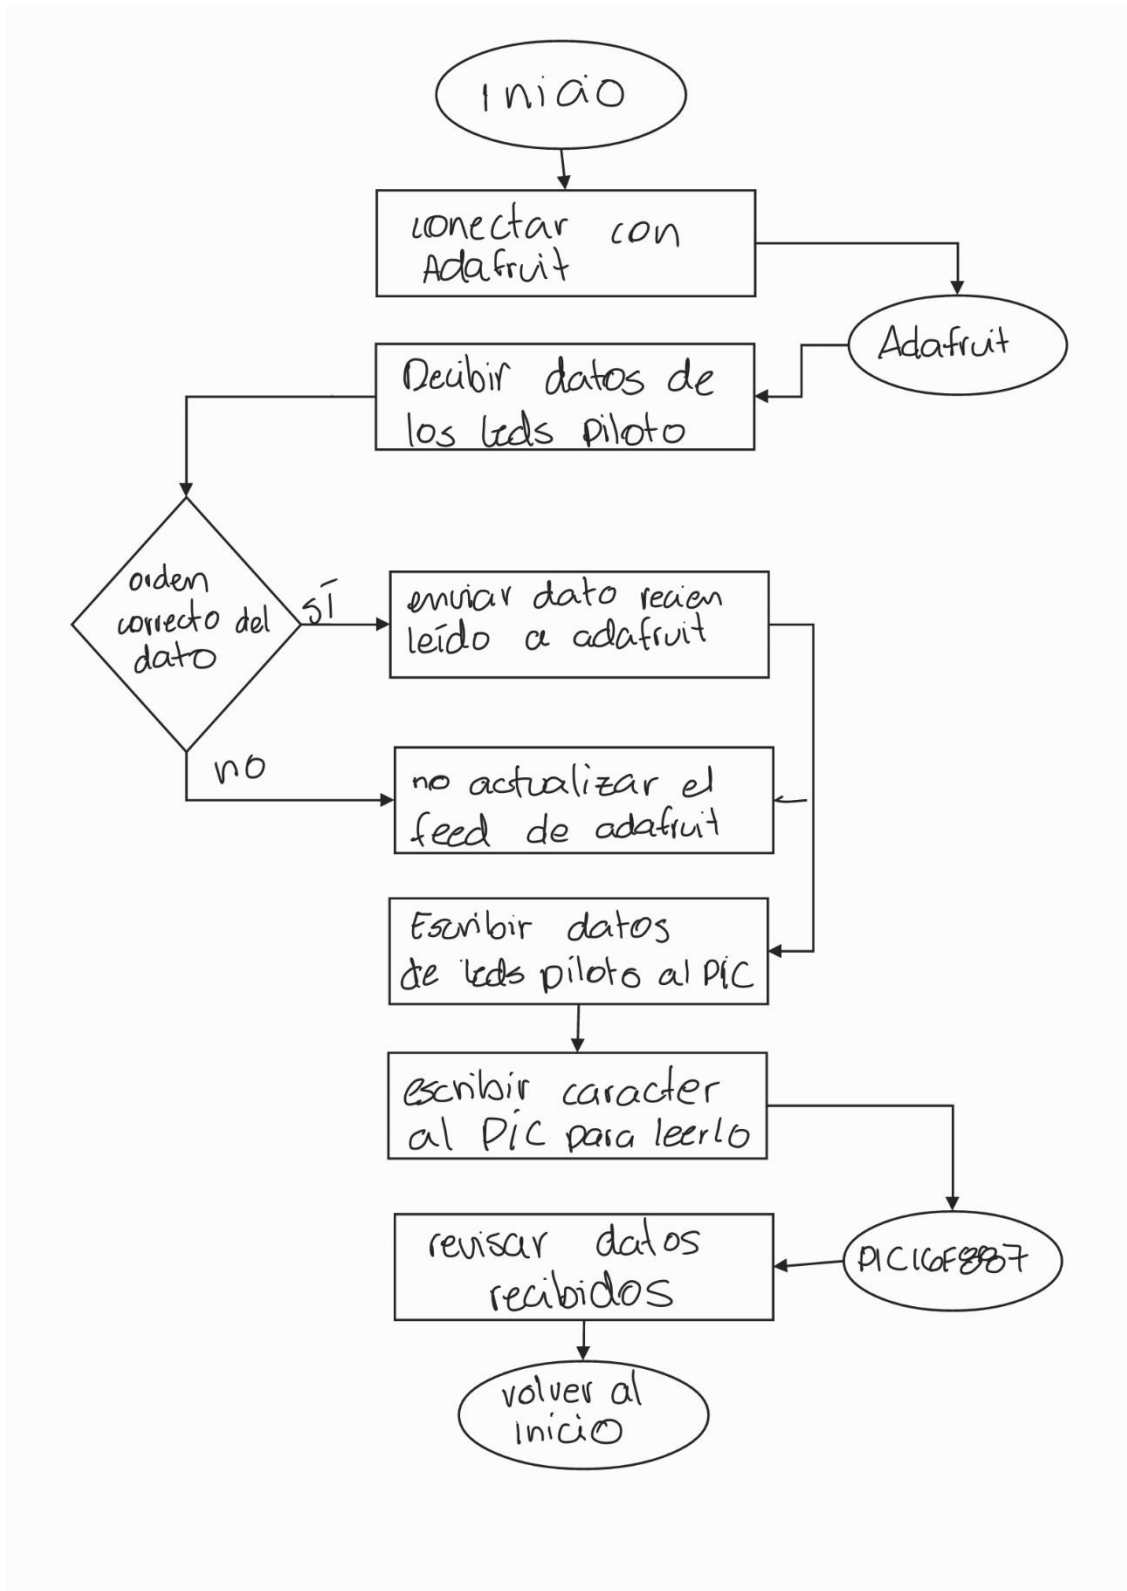 Inicio
conectar con
Adafruit
Adafruit
Recibir datos de
los leds piloto
orden
correcto del
dato
sí
enviar dato recien
leído a adafruit
no
no actualizar el
feed de adafruit
Escribir datos
de leds piloto al PIC
escribir caracter
al PIC para leerlo
PIC16F887
revisar datos
recibidos
volver al
inicio